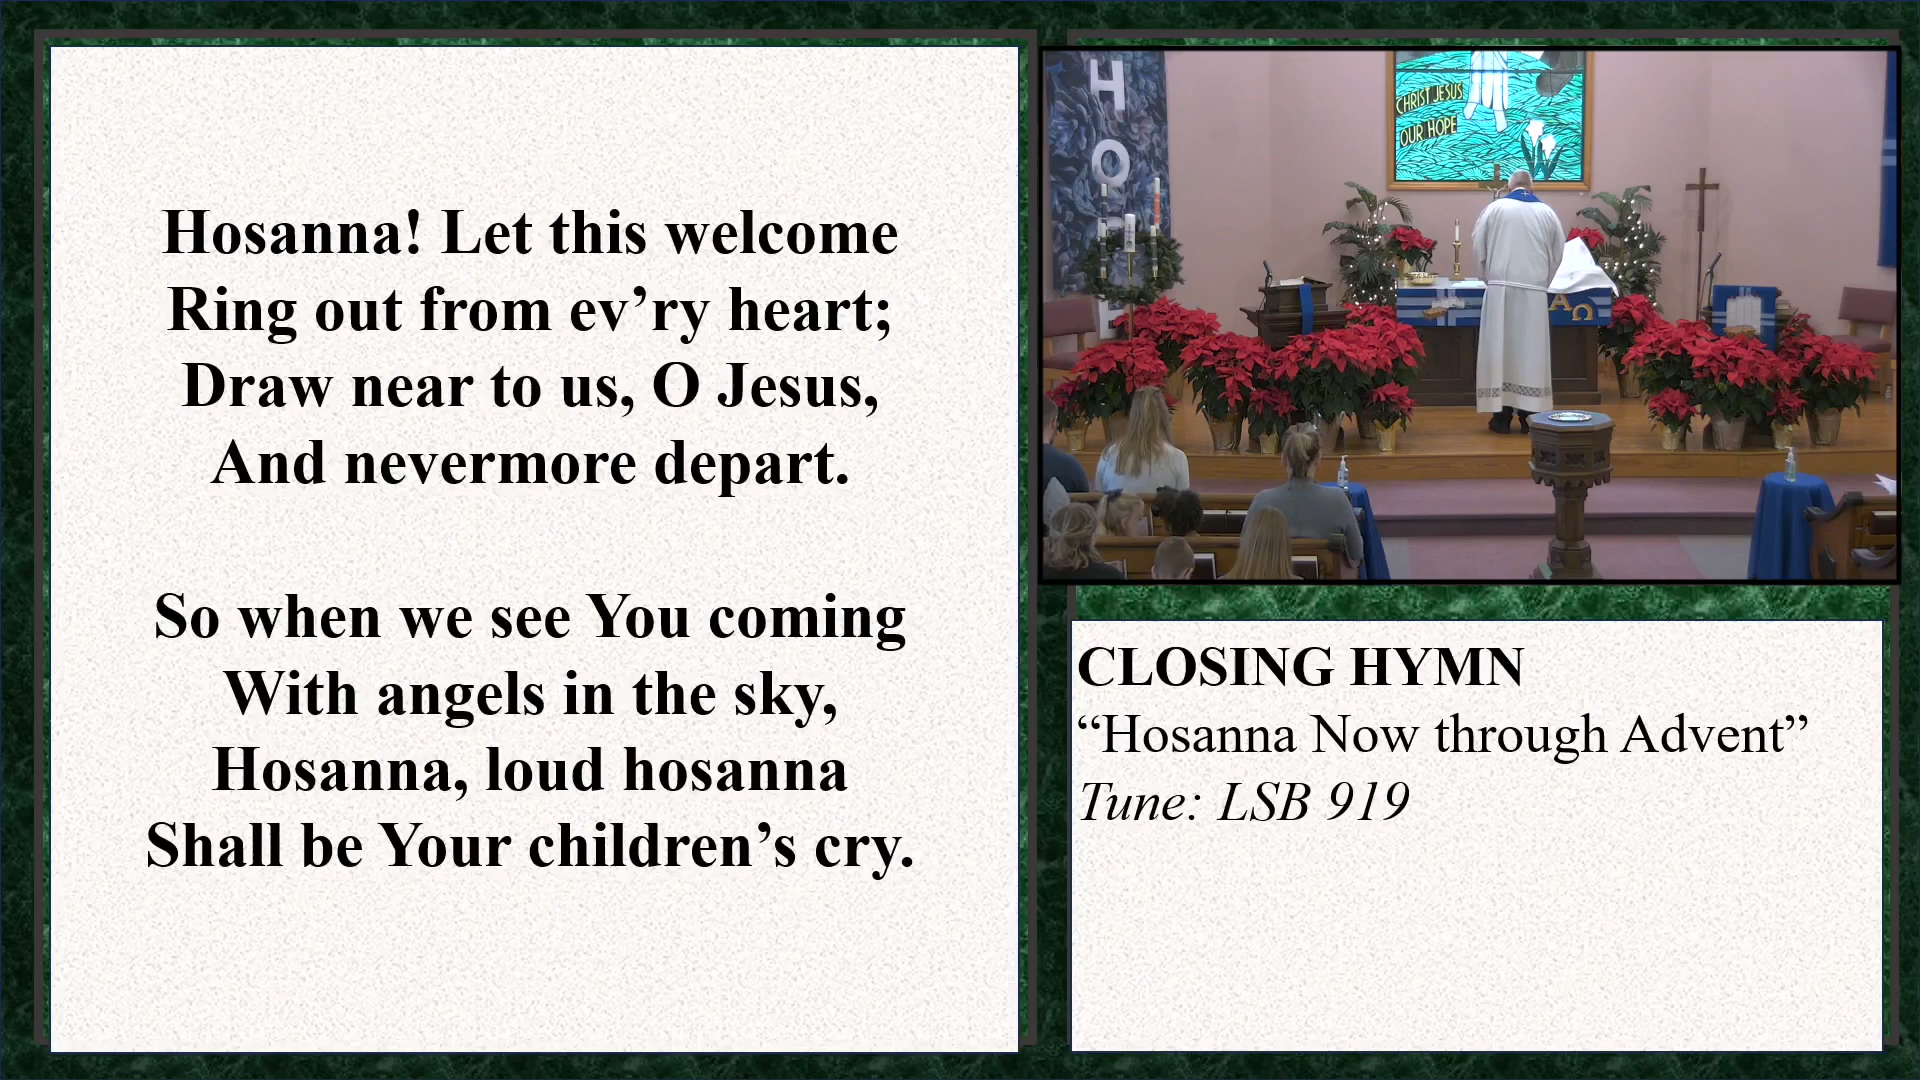 Hosanna! Let this welcome
Ring out from ev’ry heart;
Draw near to us, O Jesus,
And nevermore depart.
So when we see You coming
With angels in the sky,
Hosanna, loud hosanna
Shall be Your children’s cry.
HOPE
CHRIST JESUS
OUR HOPE
Α Ω
CLOSING HYMN
“Hosanna Now through Advent”
Tune: LSB 919